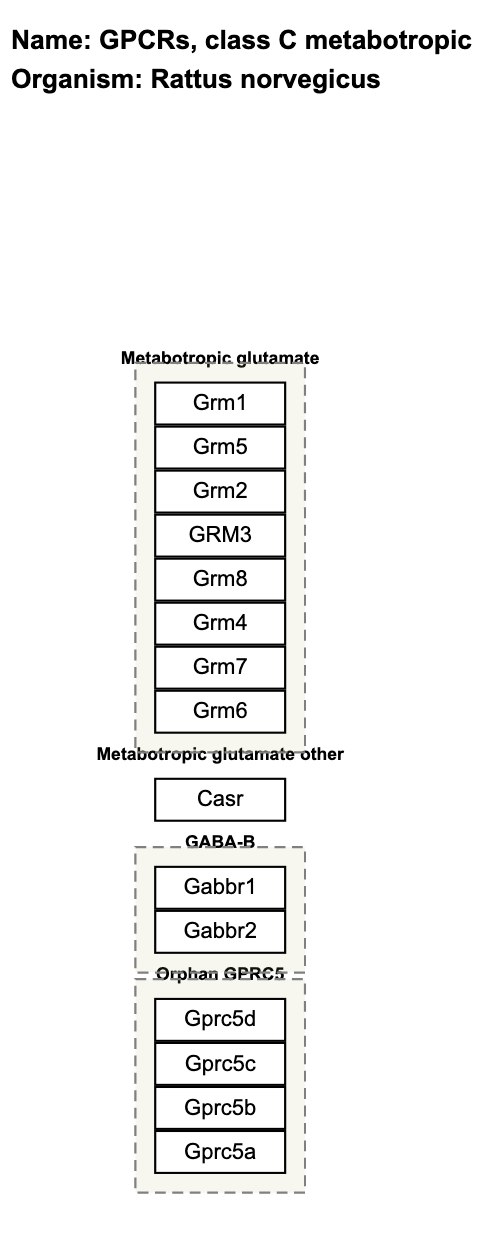 Name: GPCRs, class C metabotropic
Organism: Rattus norvegicus
Metabotropic glutamate
Grm1
Grm5
Grm2
GRM3
Grm8
Grm4
Grm7
Grm6
Metabotropic glutamate other
Casr
GABA-B
Gabbr1
Gabbr2
Orphan GPRC5
Gprc5d
Gprc5c
Gprc5b
Gprc5a